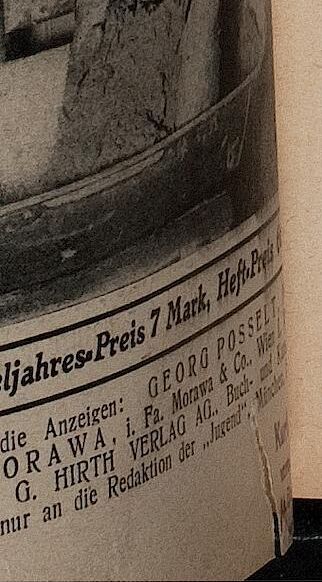 eljahres-Preis 7 Mark, Heft-Preis
die Anzeigen: GEORG POSSELT,
ORAWA, i. Fa. Morawa & Co., Wien
G. HIRTH VERLAG AG., Buch- und
nur an die Redaktion der „Jugend", München,